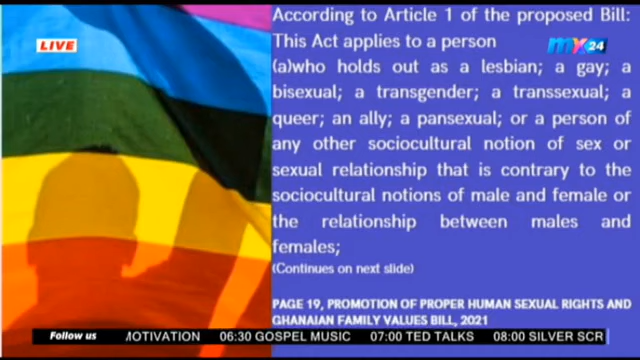 LIVE
According to Article 1 of the proposed Bill:
This Act applies to a person
mx24
(a)who holds out as a lesbian; a gay; a
bisexual; a transgender; a transsexual; a
queer; an ally; a pansexual; or a person of
any other sociocultural notion of sex or
sexual relationship that is contrary to the
sociocultural notions of male and female or
the relationship between males and
females;
(Continues on next slide)
PAGE 19, PROMOTION OF PROPER HUMAN SEXUAL RIGHTS AND
GHANAIAN FAMILY VALUES BILL, 2021
Follow us MOTIVATION 06:30 GOSPEL MUSIC 07:00 TED TALKS 08:00 SILVER SCR